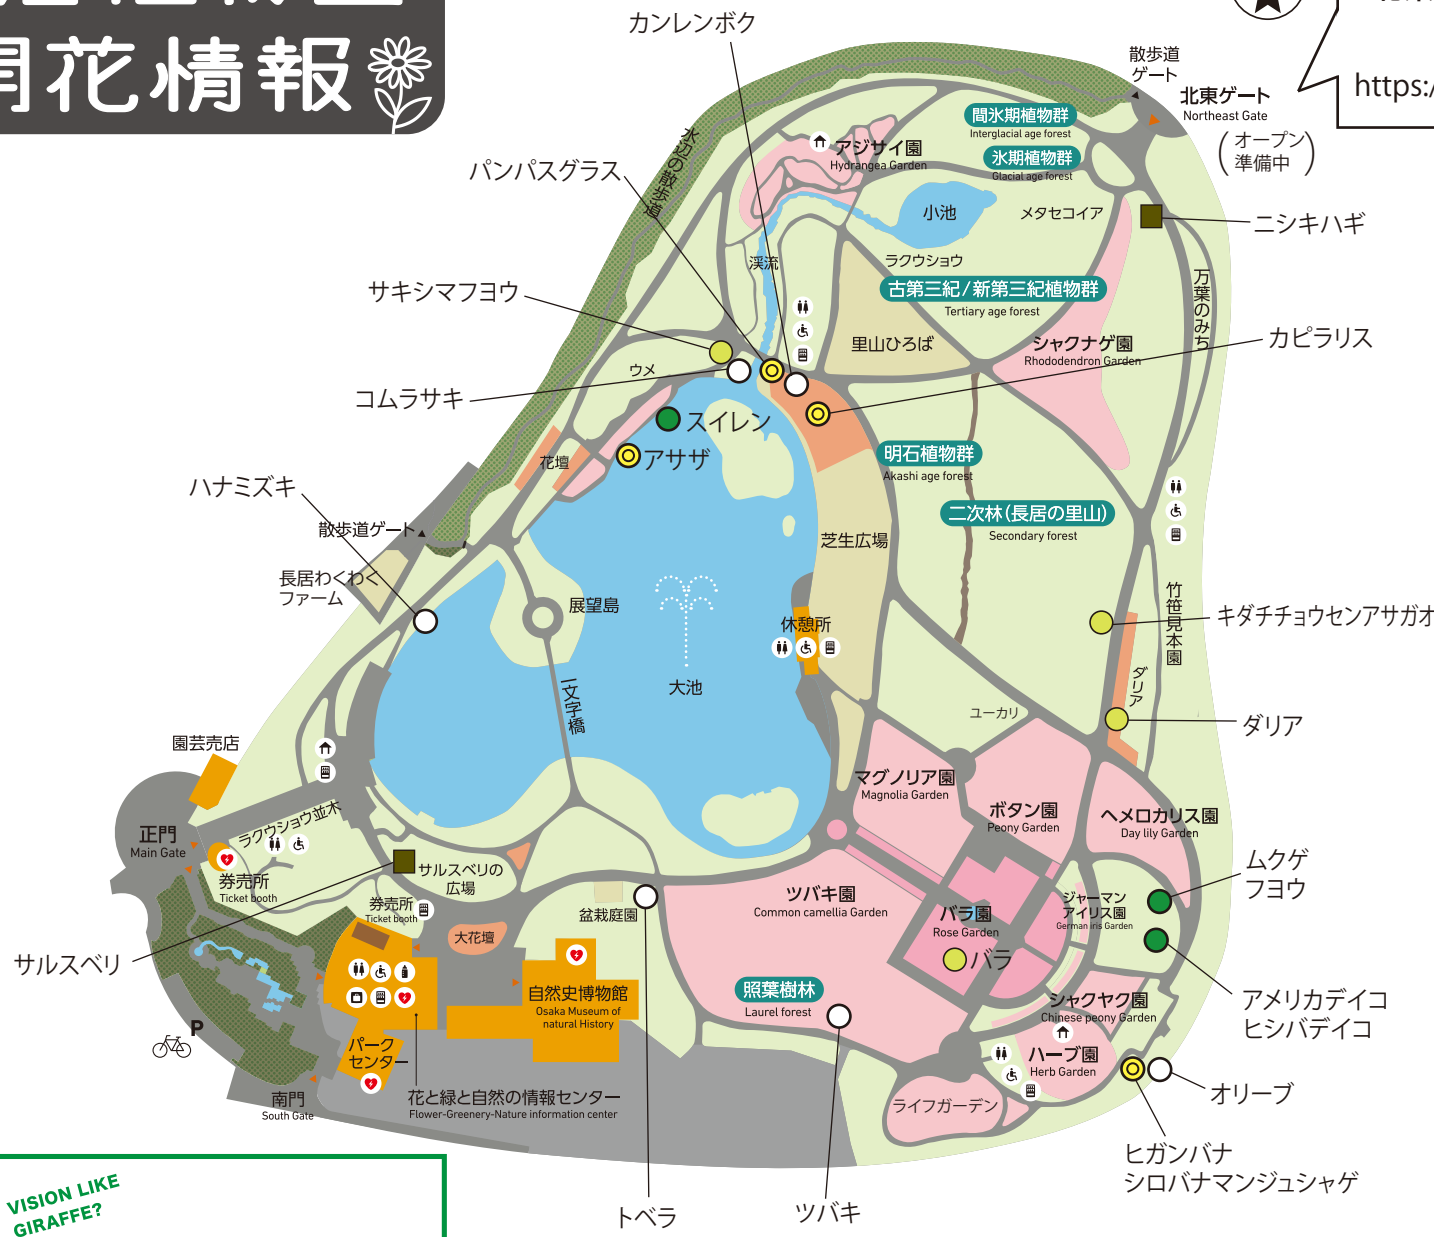 開花情報
https:/
カンレンボク
散歩道
ゲート
北東ゲート
Northeast Gate
(オープン
準備中)
間氷期植物群
Interglacial age forest
氷期植物群
Glacial age forest
アジサイ園
Hydrangea Garden
水辺の散歩道
パンパスグラス
小池
メタセコイア
ニシキハギ
渓流
ラクウショウ
古第三紀/新第三紀植物群
Tertiary age forest
万葉のみち
サキシマフヨウ
里山ひろば
シャクナゲ園
Rhododendron Garden
カピラリス
ウメ
コムラサキ
スイレン
アサザ
花壇
明石植物群
Akashi age forest
ハナミズキ
二次林(長居の里山)
Secondary forest
散歩道ゲート
芝生広場
長居わくわく
ファーム
展望島
休憩所
竹笹見本園
キダチチョウセンアサガオ
大池
一文字橋
ダリア
ユーカリ
ダリア
園芸売店
マグノリア園
Magnolia Garden
ボタン園
Peony Garden
ヘメロカリス園
Day lily Garden
正門
Main Gate
ラクウショウ並木
券売所
Ticket booth
サルスベリの
広場
券売所
Ticket booth
盆栽庭園
ツバキ園
Common camellia Garden
バラ園
Rose Garden
ジャーマン
アイリス園
German iris Garden
ムクゲ
フヨウ
大花壇
バラ
サルスベリ
自然史博物館
Osaka Museum of
natural History
照葉樹林
Laurel forest
シャクヤク園
Chinese peony Garden
アメリカデイコ
ヒシバデイコ
P
パーク
センター
ハーブ園
Herb Garden
オリーブ
南門
South Gate
花と緑と自然の情報センター
Flower-Greenery-Nature information center
ライフガーデン
ヒガンバナ
シロバナマンジュシャゲ
トベラ
ツバキ
VISION LIKE
GIRAFFE?